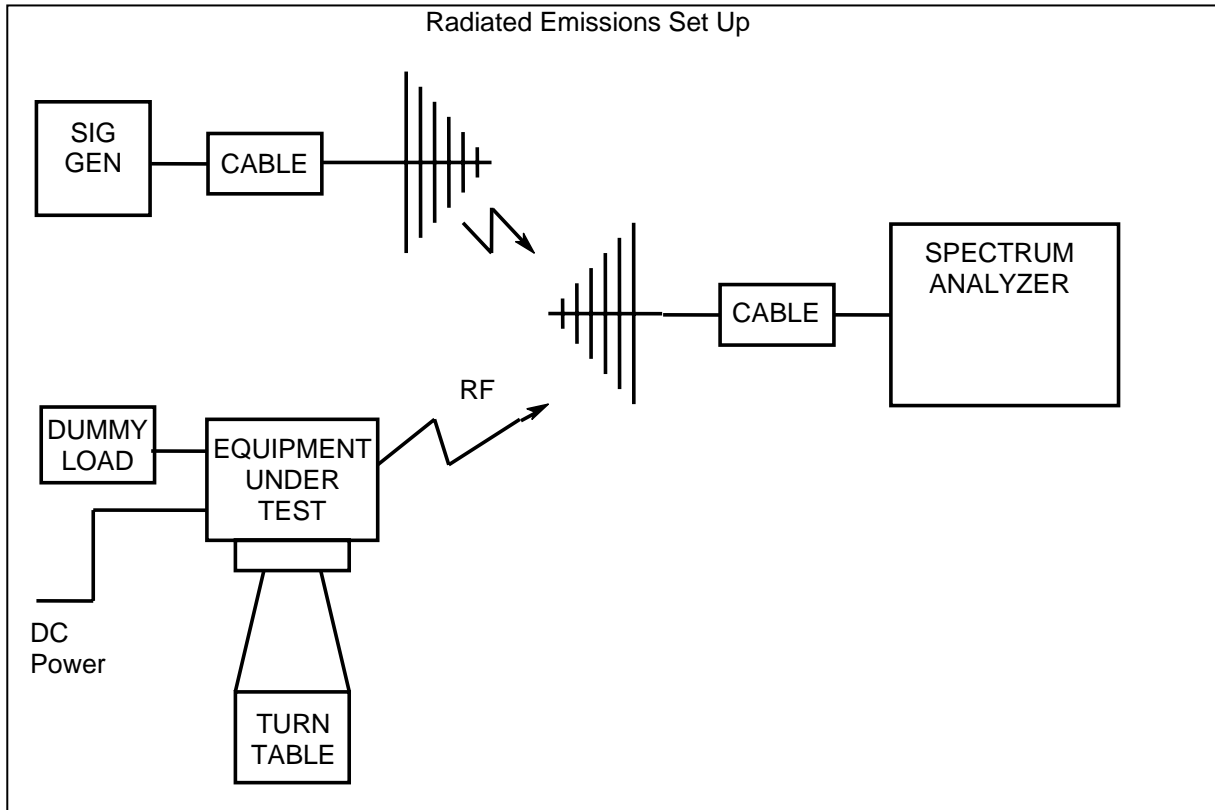 Radiated Emissions Set Up
SIG
GEN
CABLE
SPECTRUM
ANALYZER
CABLE
RF
DUMMY
LOAD
EQUIPMENT
UNDER
TEST
DC
Power
TURN
TABLE